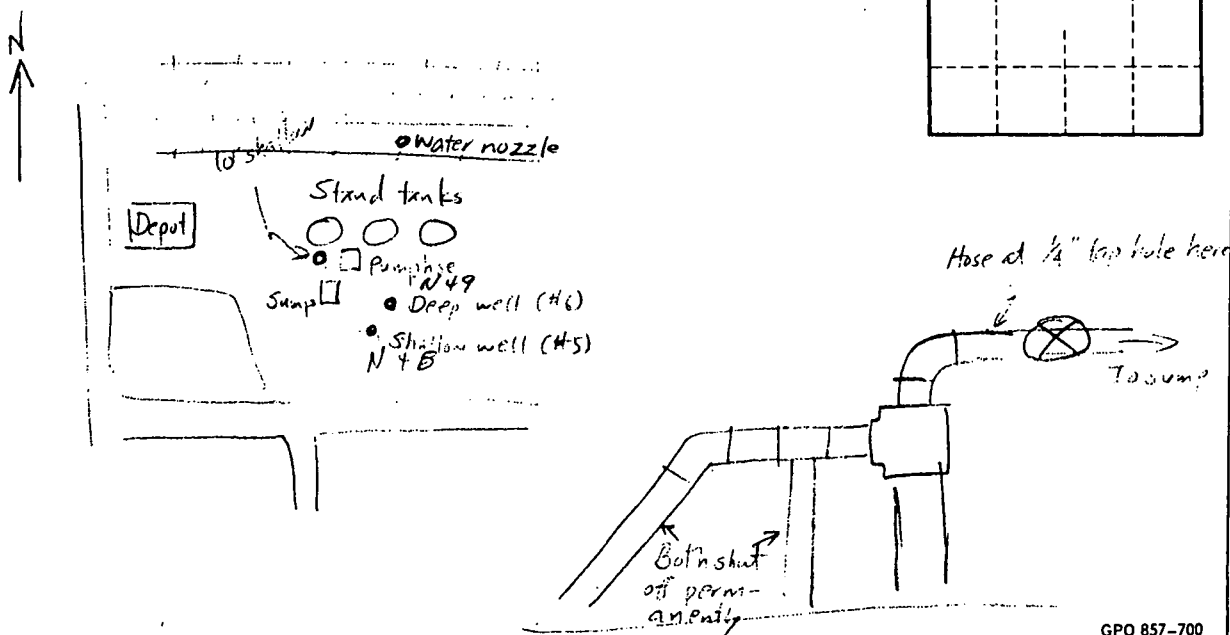 N
Water nozzle
10' shallow
Stand tanks
Depot
Pumphse
N49
Sump
Deep well (#6)
Shallow well (#5)
N 4 B
Hose at 1/4" tap hole here
To sump
Both shut
off perm-
anently
GPO 857-700